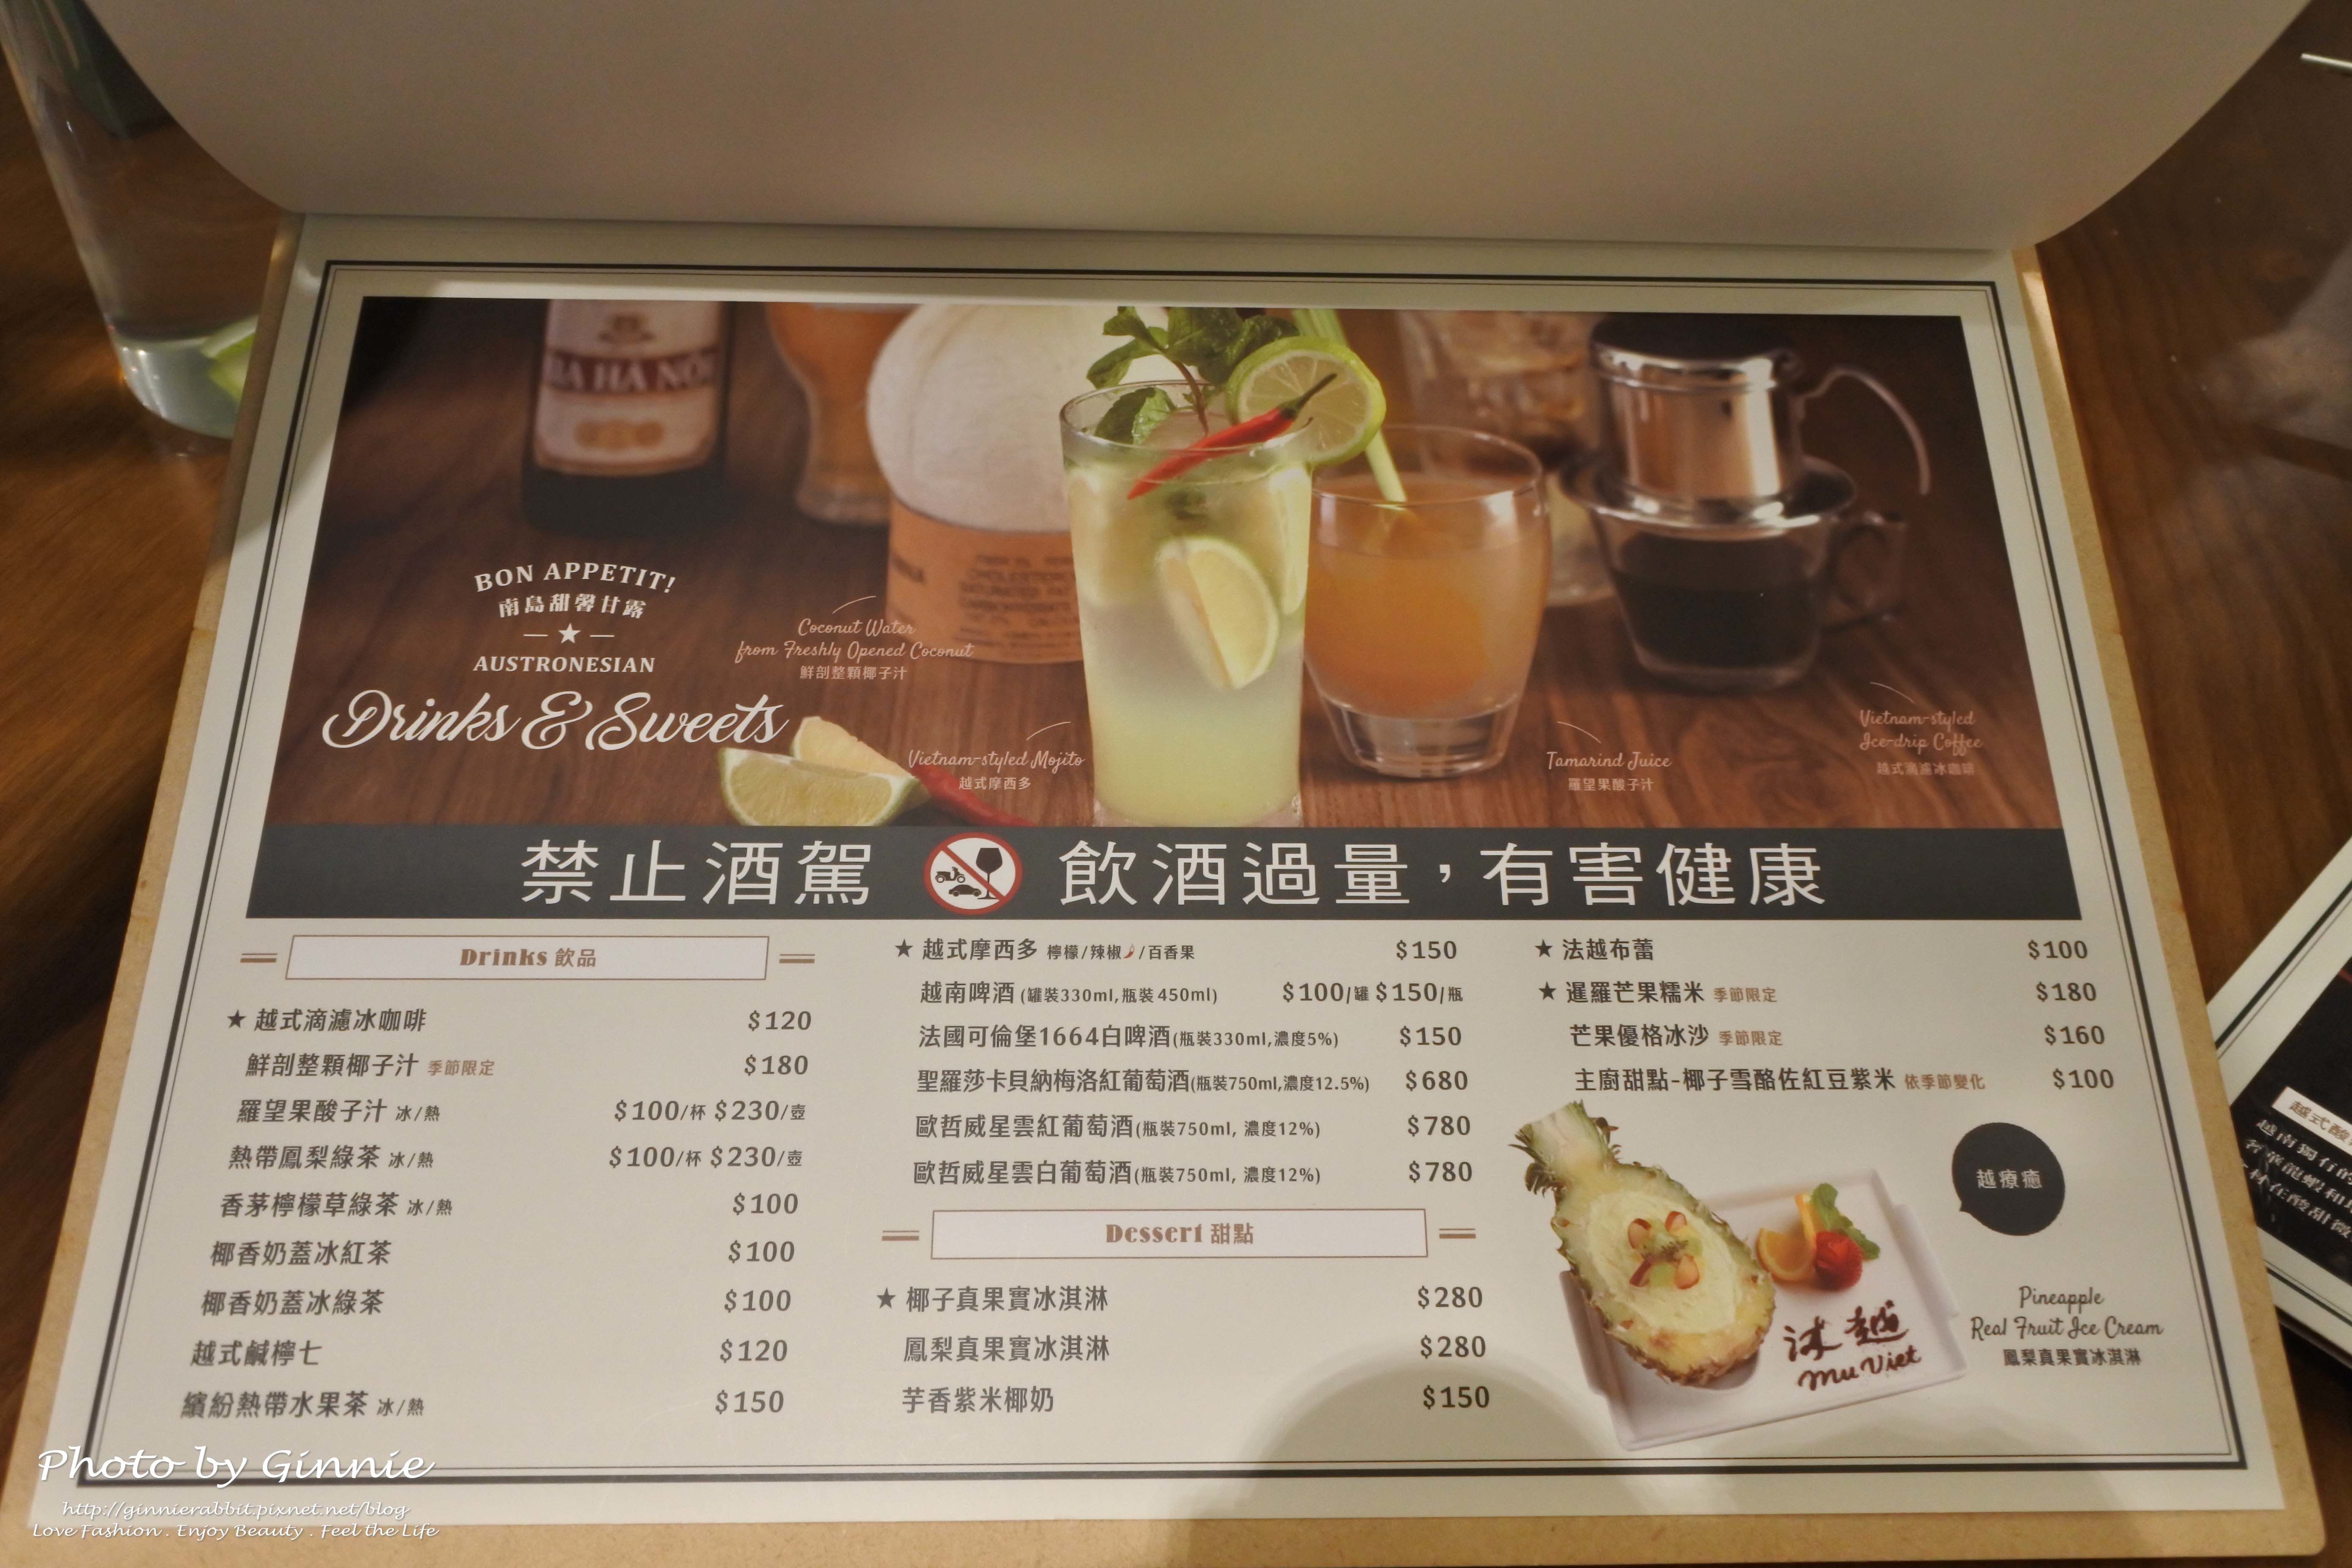 BON APPETIT!
南島甜馨甘露
AUSTRONESIAN
Drinks & Sweets
Coconut Water
from Freshly Opened Coconut
鮮剖整顆椰子汁
Vietnam-styled Mojito
越式摩西多
Tamarind Juice
羅望果酸子汁
Vietnam-styled
Ice-drip Coffee
越式滴濾冰咖啡
禁止酒駕 飲酒過量，有害健康
Drinks 飲品
★ 越式滴濾冰咖啡 $120
鮮剖整顆椰子汁 季節限定 $180
羅望果酸子汁 冰/熱 $100/杯 $230/壺
熱帶鳳梨綠茶 冰/熱 $100/杯 $230/壺
香茅檸檬草綠茶 冰/熱 $100
椰香奶蓋冰紅茶 $100
椰香奶蓋冰綠茶 $100
越式鹹檸七 $120
繽紛熱帶水果茶 冰/熱 $150
★ 越式摩西多 檸檬/辣椒/百香果 $150
越南啤酒 (罐裝330ml,瓶裝450ml) $100/罐 $150/瓶
法國可倫堡1664白啤酒(瓶裝330ml,濃度5%) $150
聖羅莎卡貝納梅洛紅葡萄酒(瓶裝750ml,濃度12.5%) $680
歐哲威星雲紅葡萄酒(瓶裝750ml, 濃度12%) $780
歐哲威星雲白葡萄酒(瓶裝750ml, 濃度12%) $780
Dessert 甜點
★ 椰子真果實冰淇淋 $280
鳳梨真果實冰淇淋 $280
芋香紫米椰奶 $150
★ 法越布蕾 $100
★ 暹羅芒果糯米 季節限定 $180
芒果優格冰沙 季節限定 $160
主廚甜點-椰子雪酪佐紅豆紫米 依季節變化 $100
越療癒
沐越
mu Viet
Pineapple
Real Fruit Ice Cream
鳳梨真果實冰淇淋
Photo by Ginnie
http://ginnierabbit.pixnet.net/blog
Love Fashion . Enjoy Beauty . Feel the Life